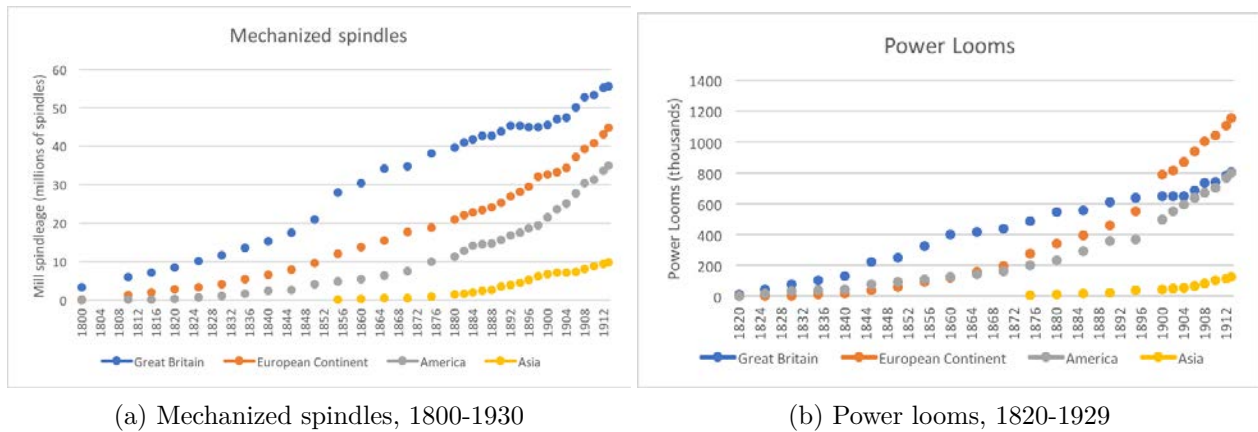 Mechanized spindles
Mill spindleage (millions of spindles)
60
50
40
30
20
10
0
1800 1804 1808 1812 1816 1820 1824 1828 1832 1836 1840 1844 1848 1852 1856 1860 1864 1868 1872 1876 1880 1884 1888 1892 1896 1900 1904 1908 1912
Great Britain European Continent America Asia
(a) Mechanized spindles, 1800-1930
Power Looms
Power Looms (thousands)
1400
1200
1000
800
600
400
200
0
1820 1824 1828 1832 1836 1840 1844 1848 1852 1856 1860 1864 1868 1872 1876 1880 1884 1888 1892 1896 1900 1904 1908 1912
Great Britain European Continent America Asia
(b) Power looms, 1820-1929